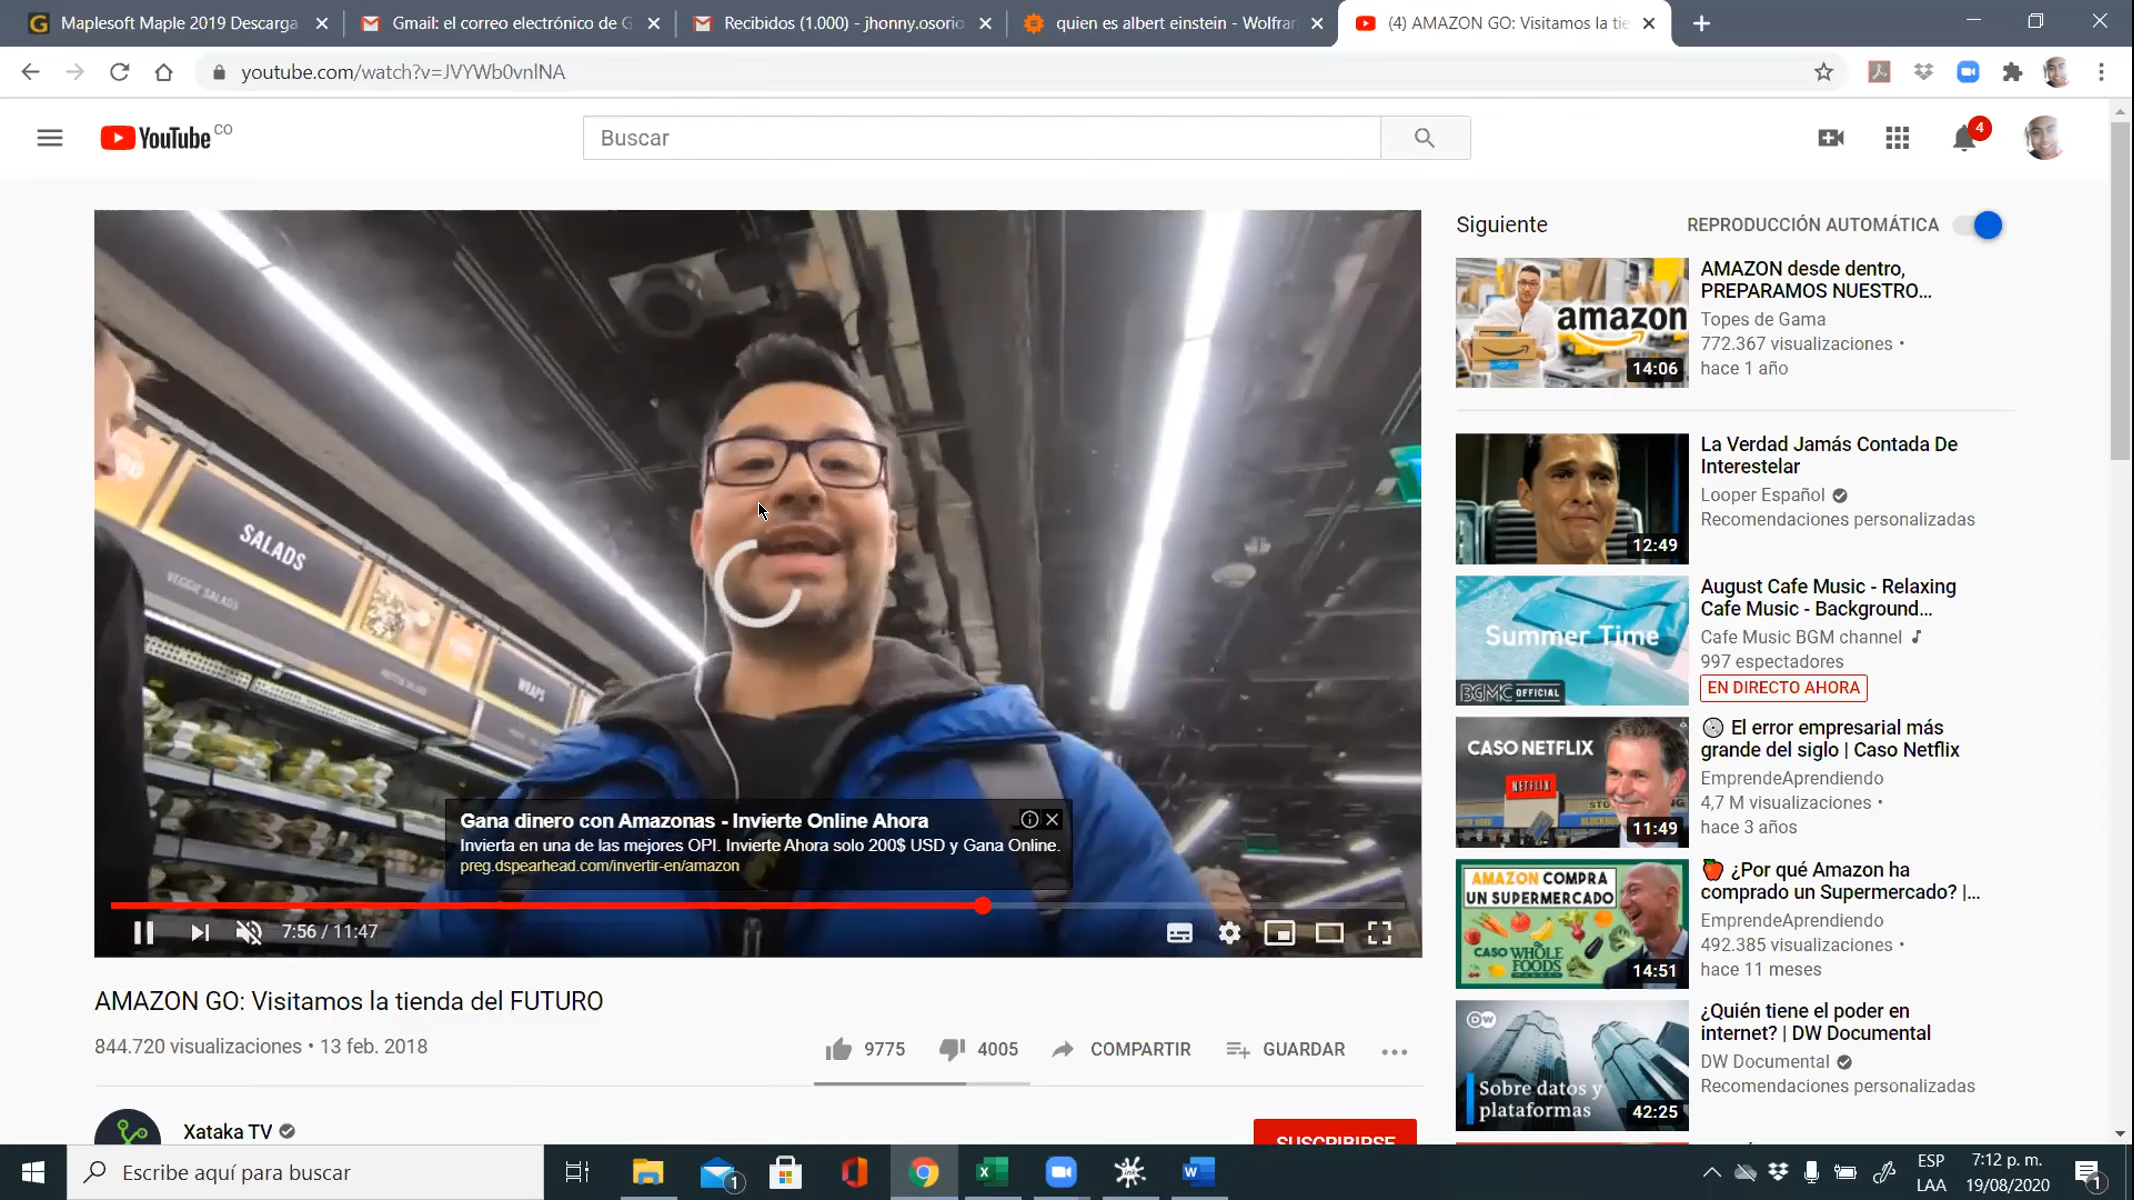 Maplesoft Maple 2019 Descarga
Gmail: el correo electrónico de G
Recibidos (1.000) - jhonny.osorio
quien es albert einstein - Wolfram
(4) AMAZON GO: Visitamos la tie
youtube.com/watch?v=JVYWb0vnlNA
YouTube CO
Buscar
4
SALADS
VEGGIE SALADS
WRAPS
Gana dinero con Amazonas - Invierte Online Ahora
Invierta en una de las mejores OPI. Invierte Ahora solo 200$ USD y Gana Online.
preg.dspearhead.com/invertir-en/amazon
7:56 / 11:47
AMAZON GO: Visitamos la tienda del FUTURO
844.720 visualizaciones • 13 feb. 2018
9775
4005
COMPARTIR
GUARDAR
Xataka TV
SUSCRIBIRSE
Siguiente
REPRODUCCIÓN AUTOMÁTICA
amazon
14:06
AMAZON desde dentro,
PREPARAMOS NUESTRO...
Topes de Gama
772.367 visualizaciones •
hace 1 año
12:49
La Verdad Jamás Contada De
Interestelar
Looper Español
Recomendaciones personalizadas
Summer Time
BGMC OFFICIAL
August Cafe Music - Relaxing
Cafe Music - Background...
Cafe Music BGM channel
997 espectadores
EN DIRECTO AHORA
CASO NETFLIX
NETFLIX
11:49
El error empresarial más
grande del siglo | Caso Netflix
EmprendeAprendiendo
4,7 M visualizaciones •
hace 3 años
AMAZON COMPRA
UN SUPERMERCADO
CASO WHOLE
FOODS
14:51
¿Por qué Amazon ha
comprado un Supermercado? |...
EmprendeAprendiendo
492.385 visualizaciones •
hace 11 meses
DW
Sobre datos y
plataformas
42:25
¿Quién tiene el poder en
internet? | DW Documental
DW Documental
Recomendaciones personalizadas
Escribe aquí para buscar
1
ESP
LAA
7:12 p. m.
19/08/2020
1